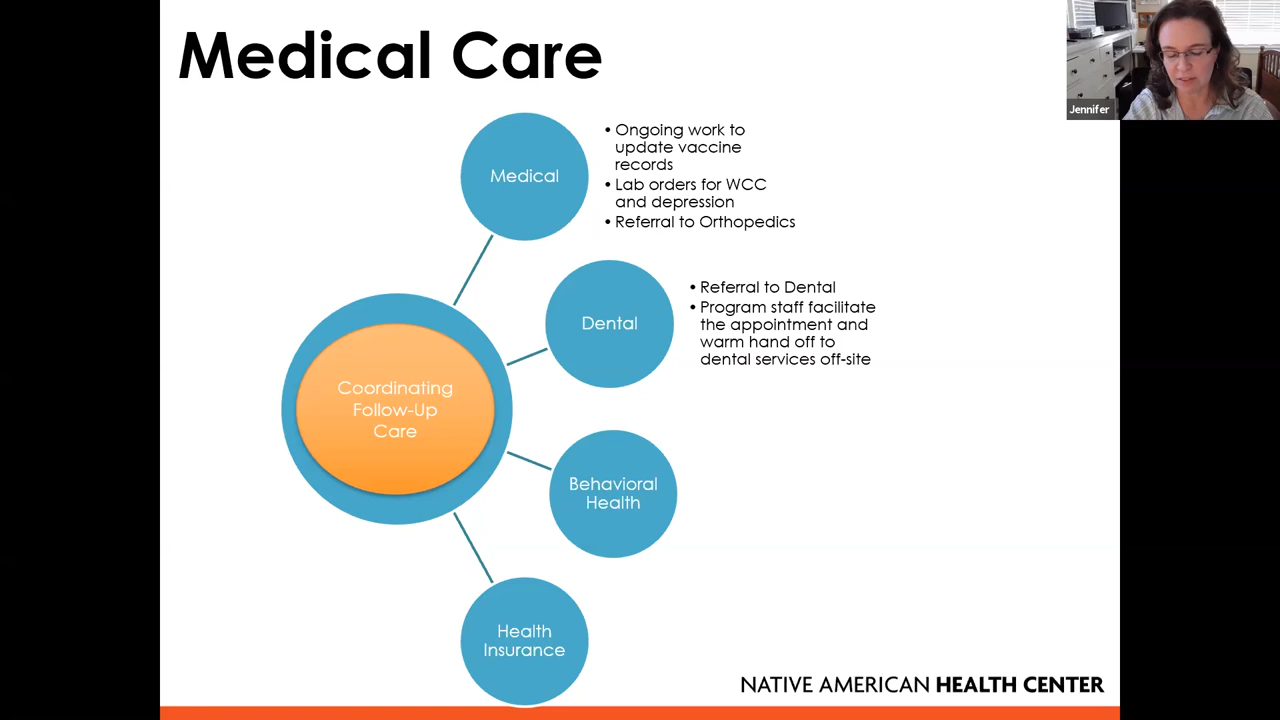 Medical Care
Jennifer
Medical
• Ongoing work to
update vaccine
records
• Lab orders for WCC
and depression
• Referral to Orthopedics
Dental
• Referral to Dental
• Program staff facilitate
the appointment and
warm hand off to
dental services off-site
Coordinating
Follow-Up
Care
Behavioral
Health
Health
Insurance
NATIVE AMERICAN HEALTH CENTER